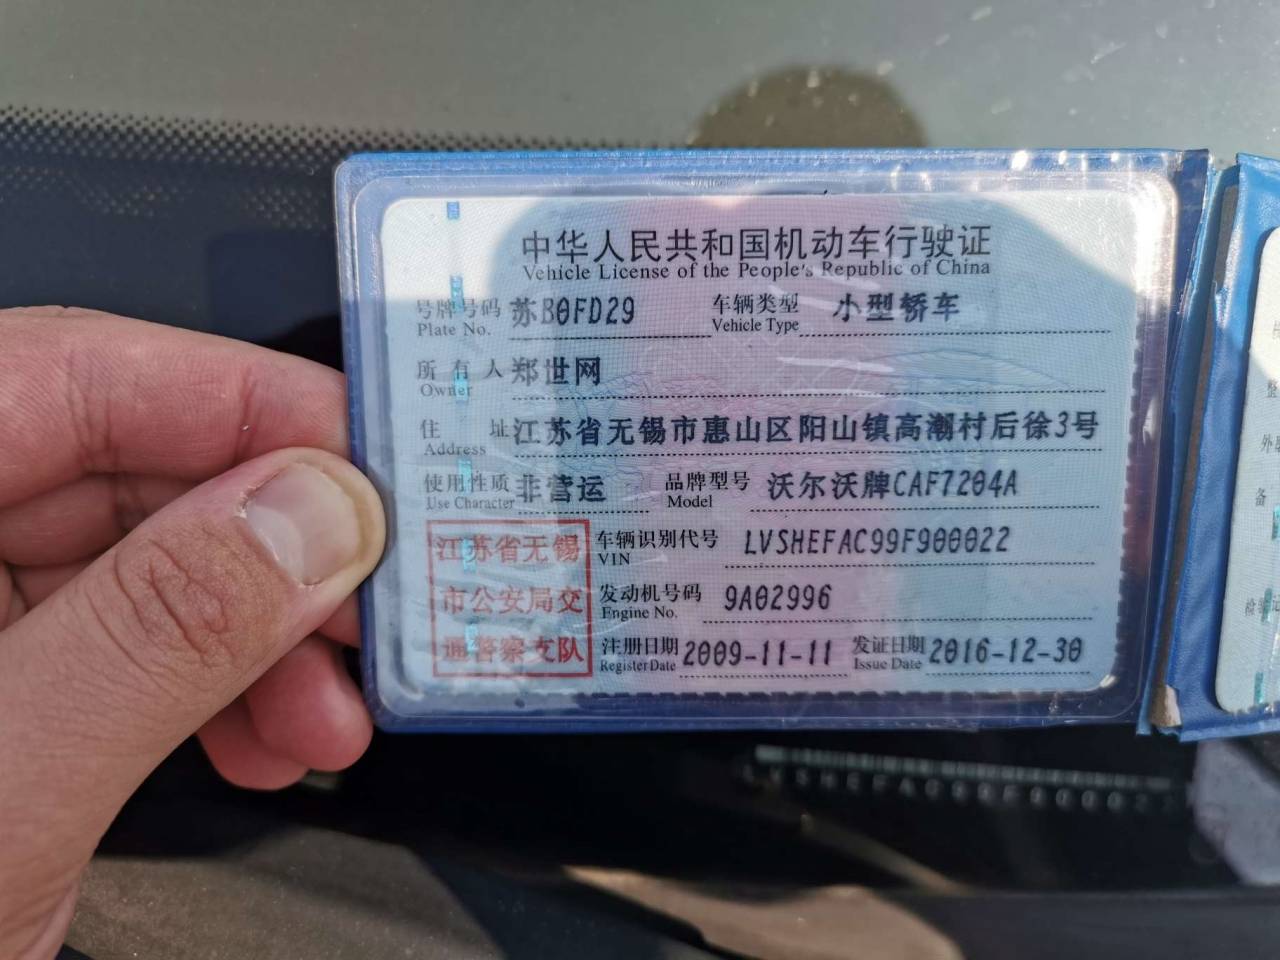 中华人民共和国机动车行驶证
Vehicle License of the People's Republic of China
号牌号码 苏B0FD29 车辆类型 小型轿车
Plate No. Vehicle Type
所有人 郑世网
Owner
住址 江苏省无锡市惠山区阳山镇高潮村后徐3号
Address
使用性质 非营运 品牌型号 沃尔沃牌CAF7204A
Use Character Model
江苏省无锡
市公安局交
通警察支队
车辆识别代号 LVSHEFAC99F900022
VIN
发动机号码 9A02996
Engine No.
注册日期 2009-11-11 发证日期 2016-12-30
Register Date Issue Date